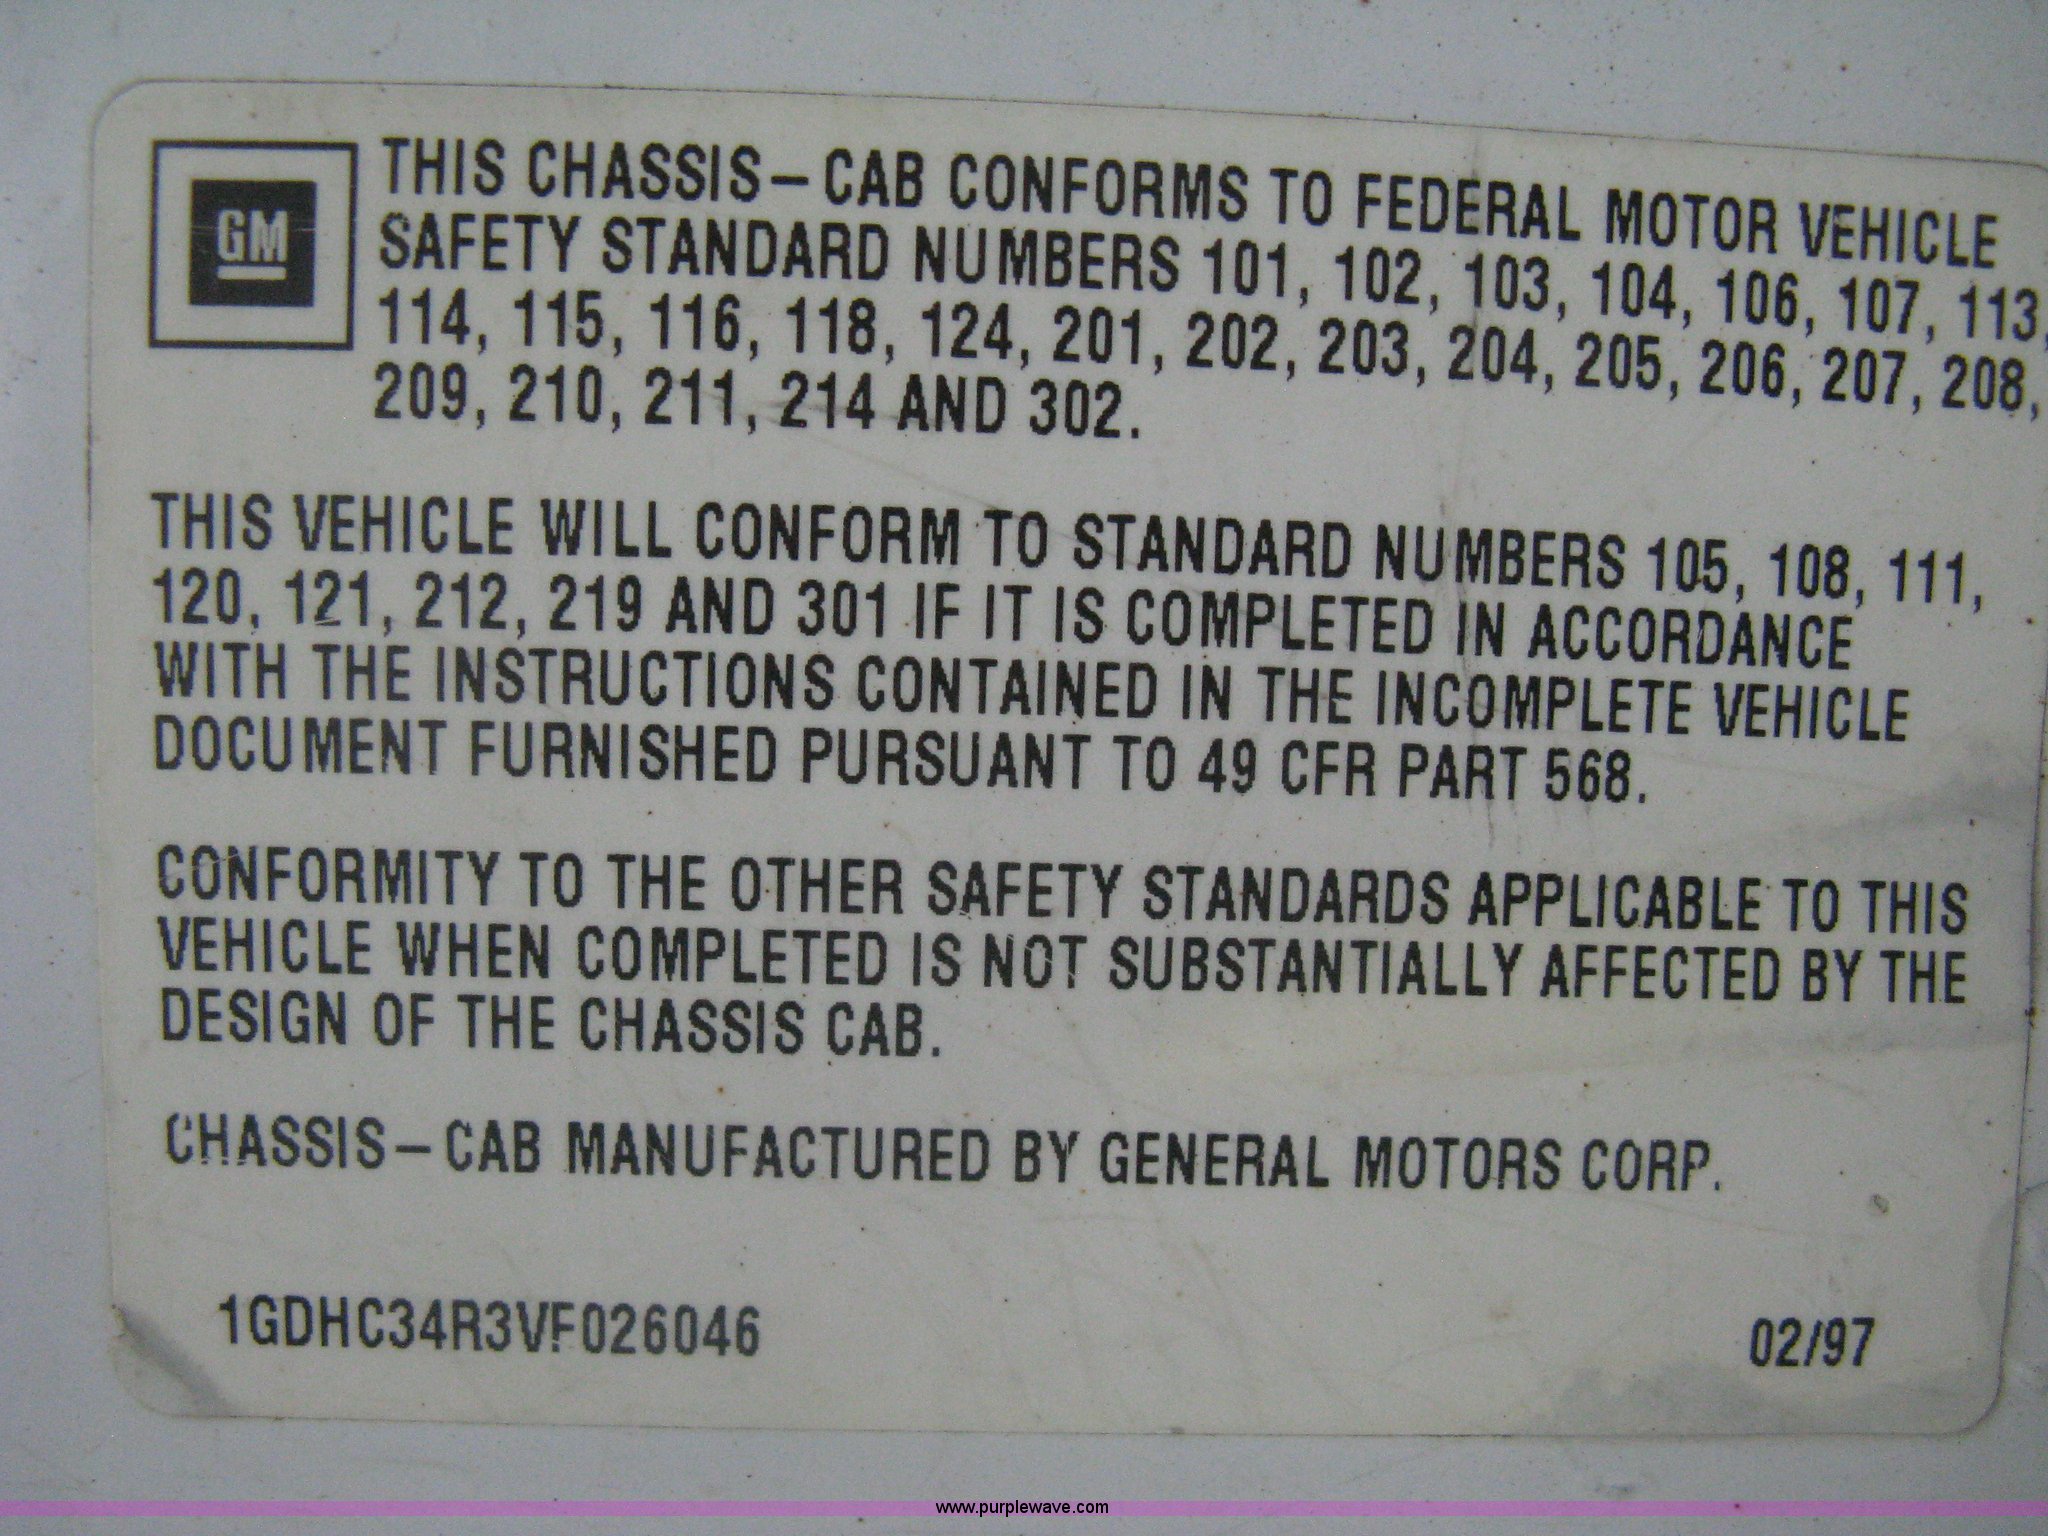 GM
THIS CHASSIS-CAB CONFORMS TO FEDERAL MOTOR VEHICLE
SAFETY STANDARD NUMBERS 101, 102, 103, 104, 106, 107, 113,
114, 115, 116, 118, 124, 201, 202, 203, 204, 205, 206, 207, 208,
209, 210, 211, 214 AND 302.
THIS VEHICLE WILL CONFORM TO STANDARD NUMBERS 105, 108, 111,
120, 121, 212, 219 AND 301 IF IT IS COMPLETED IN ACCORDANCE
WITH THE INSTRUCTIONS CONTAINED IN THE INCOMPLETE VEHICLE
DOCUMENT FURNISHED PURSUANT TO 49 CFR PART 568.
CONFORMITY TO THE OTHER SAFETY STANDARDS APPLICABLE TO THIS
VEHICLE WHEN COMPLETED IS NOT SUBSTANTIALLY AFFECTED BY THE
DESIGN OF THE CHASSIS CAB.
CHASSIS-CAB MANUFACTURED BY GENERAL MOTORS CORP.
1GDHC34R3VF026046 02/97
www.purplewave.com